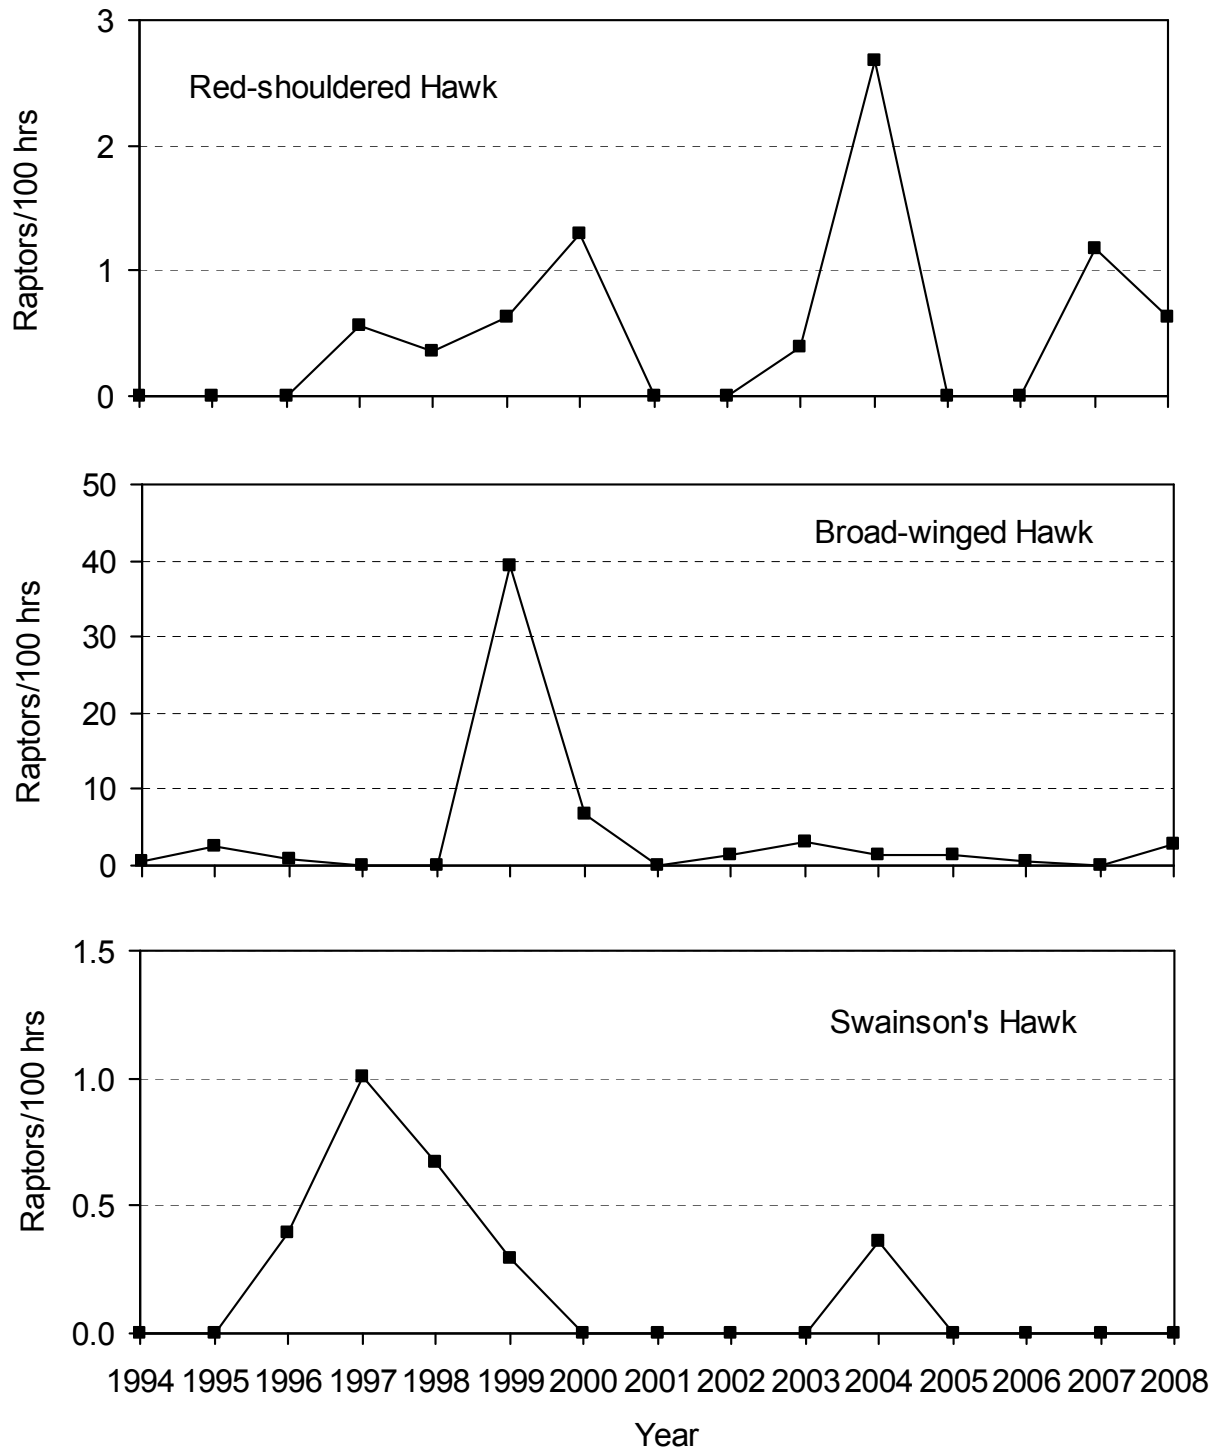 3
Red-shouldered Hawk
2
1
0
Raptors/100 hrs
50
Broad-winged Hawk
40
30
20
10
0
Raptors/100 hrs
1.5
Swainson's Hawk
1.0
0.5
0.0
Raptors/100 hrs
1994 1995 1996 1997 1998 1999 2000 2001 2002 2003 2004 2005 2006 2007 2008
Year